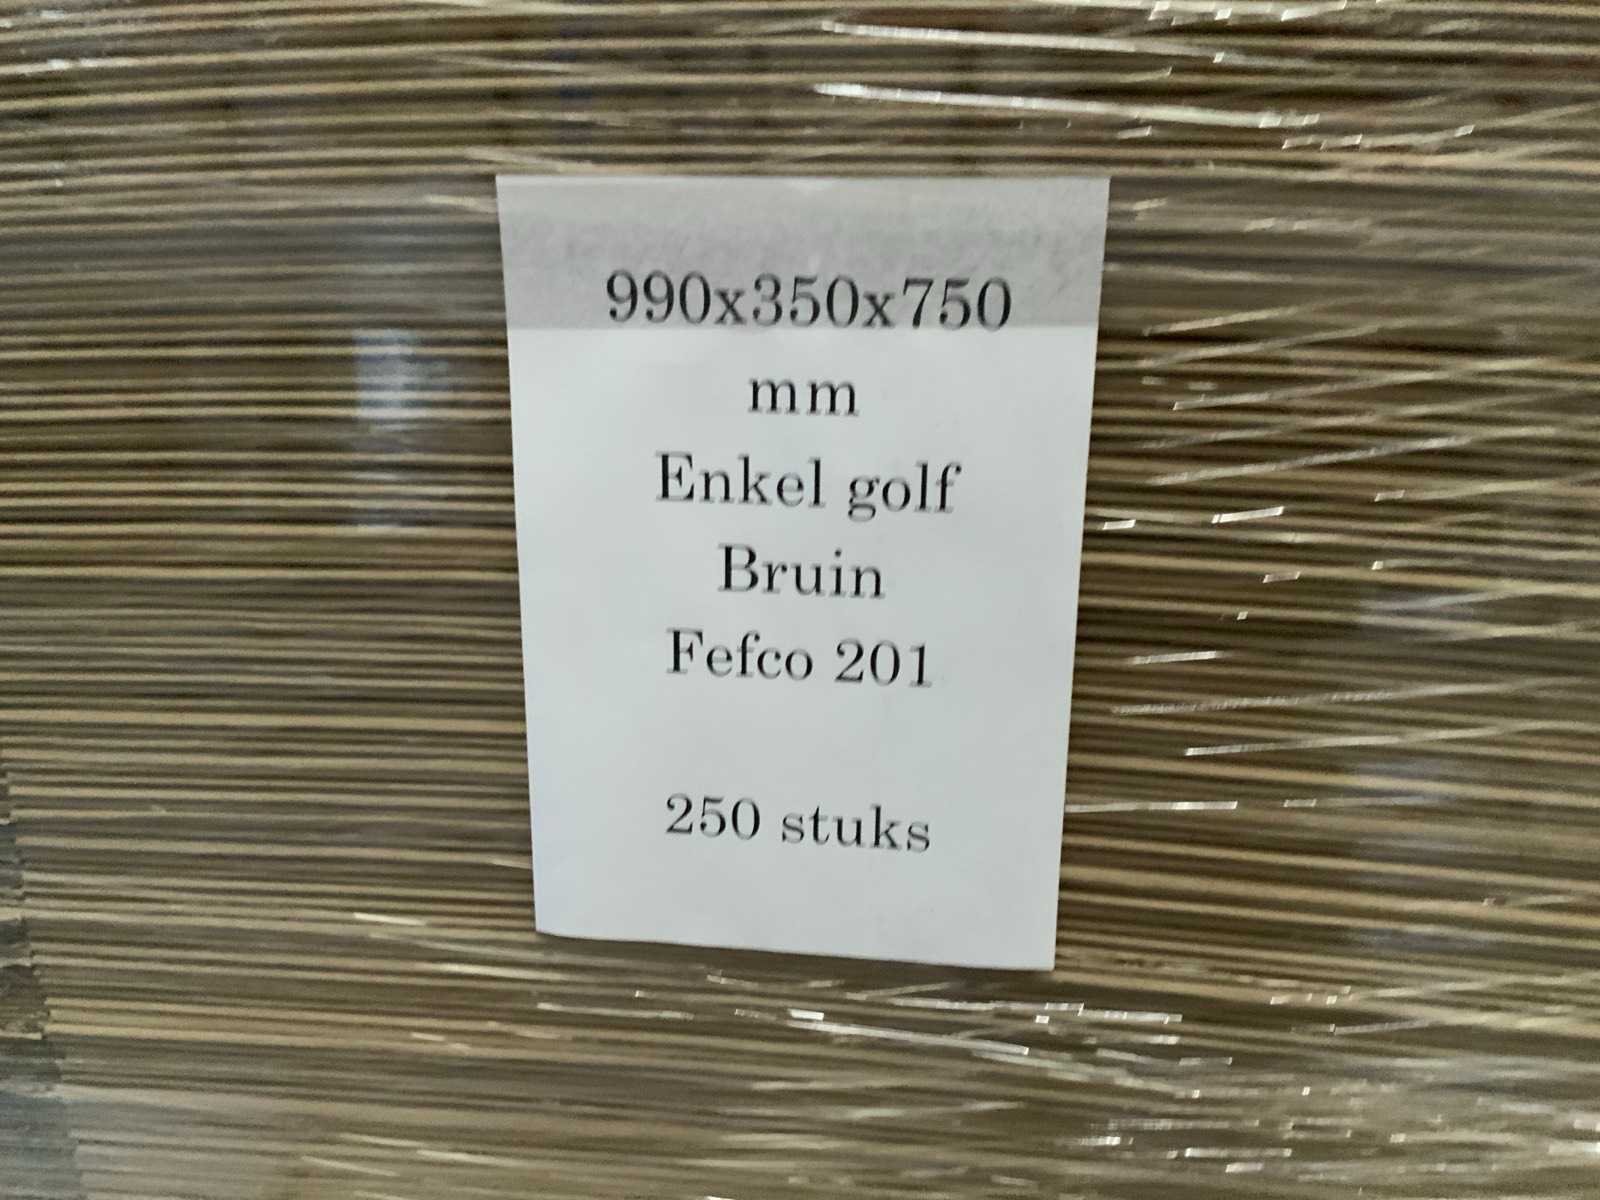 990x350x750
mm
Enkel golf
Bruin
Fefco 201
250 stuks